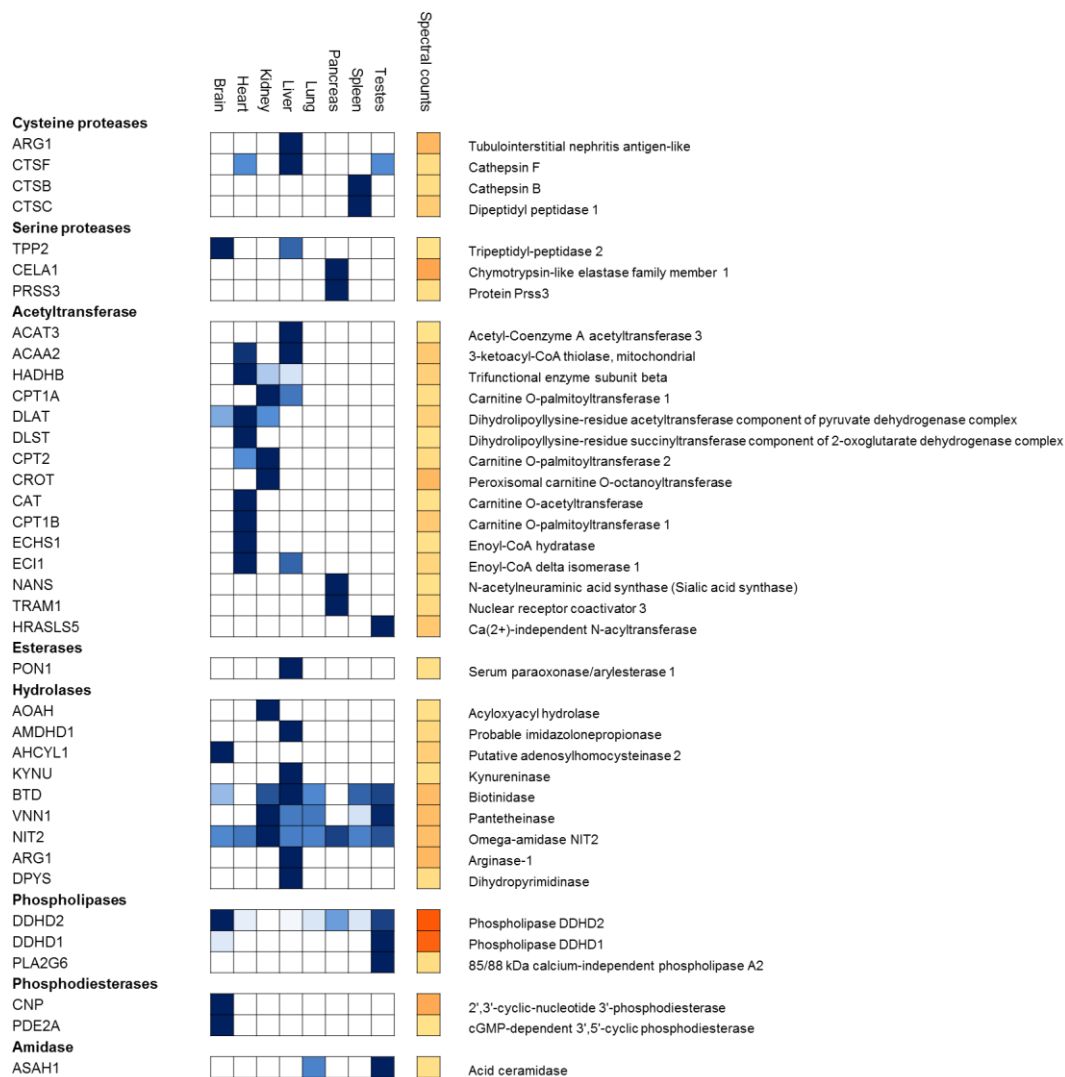 Brain Heart Kidney Liver Lung Pancreas Spleen Testes Spectral counts
Cysteine proteases
ARG1 Tubulointerstitial nephritis antigen-like
CTSF Cathepsin F
CTSB Cathepsin B
CTSC Dipeptidyl peptidase 1
Serine proteases
TPP2 Tripeptidyl-peptidase 2
CELA1 Chymotrypsin-like elastase family member 1
PRSS3 Protein Prss3
Acetyltransferase
ACAT3 Acetyl-Coenzyme A acetyltransferase 3
ACAA2 3-ketoacyl-CoA thiolase, mitochondrial
HADHB Trifunctional enzyme subunit beta
CPT1A Carnitine O-palmitoyltransferase 1
DLAT Dihydrolipoyllysine-residue acetyltransferase component of pyruvate dehydrogenase complex
DLST Dihydrolipoyllysine-residue succinyltransferase component of 2-oxoglutarate dehydrogenase complex
CPT2 Carnitine O-palmitoyltransferase 2
CROT Peroxisomal carnitine O-octanoyltransferase
CAT Carnitine O-acetyltransferase
CPT1B Carnitine O-palmitoyltransferase 1
ECHS1 Enoyl-CoA hydratase
ECI1 Enoyl-CoA delta isomerase 1
NANS N-acetylneuraminic acid synthase (Sialic acid synthase)
TRAM1 Nuclear receptor coactivator 3
HRASLS5 Ca(2+)-independent N-acyltransferase
Esterases
PON1 Serum paraoxonase/arylesterase 1
Hydrolases
AOAH Acyloxyacyl hydrolase
AMDHD1 Probable imidazolonepropionase
AHCYL1 Putative adenosylhomocysteinase 2
KYNU Kynureninase
BTD Biotinidase
VNN1 Pantetheinase
NIT2 Omega-amidase NIT2
ARG1 Arginase-1
DPYS Dihydropyrimidinase
Phospholipases
DDHD2 Phospholipase DDHD2
DDHD1 Phospholipase DDHD1
PLA2G6 85/88 kDa calcium-independent phospholipase A2
Phosphodiesterases
CNP 2',3'-cyclic-nucleotide 3'-phosphodiesterase
PDE2A cGMP-dependent 3',5'-cyclic phosphodiesterase
Amidase
ASAH1 Acid ceramidase